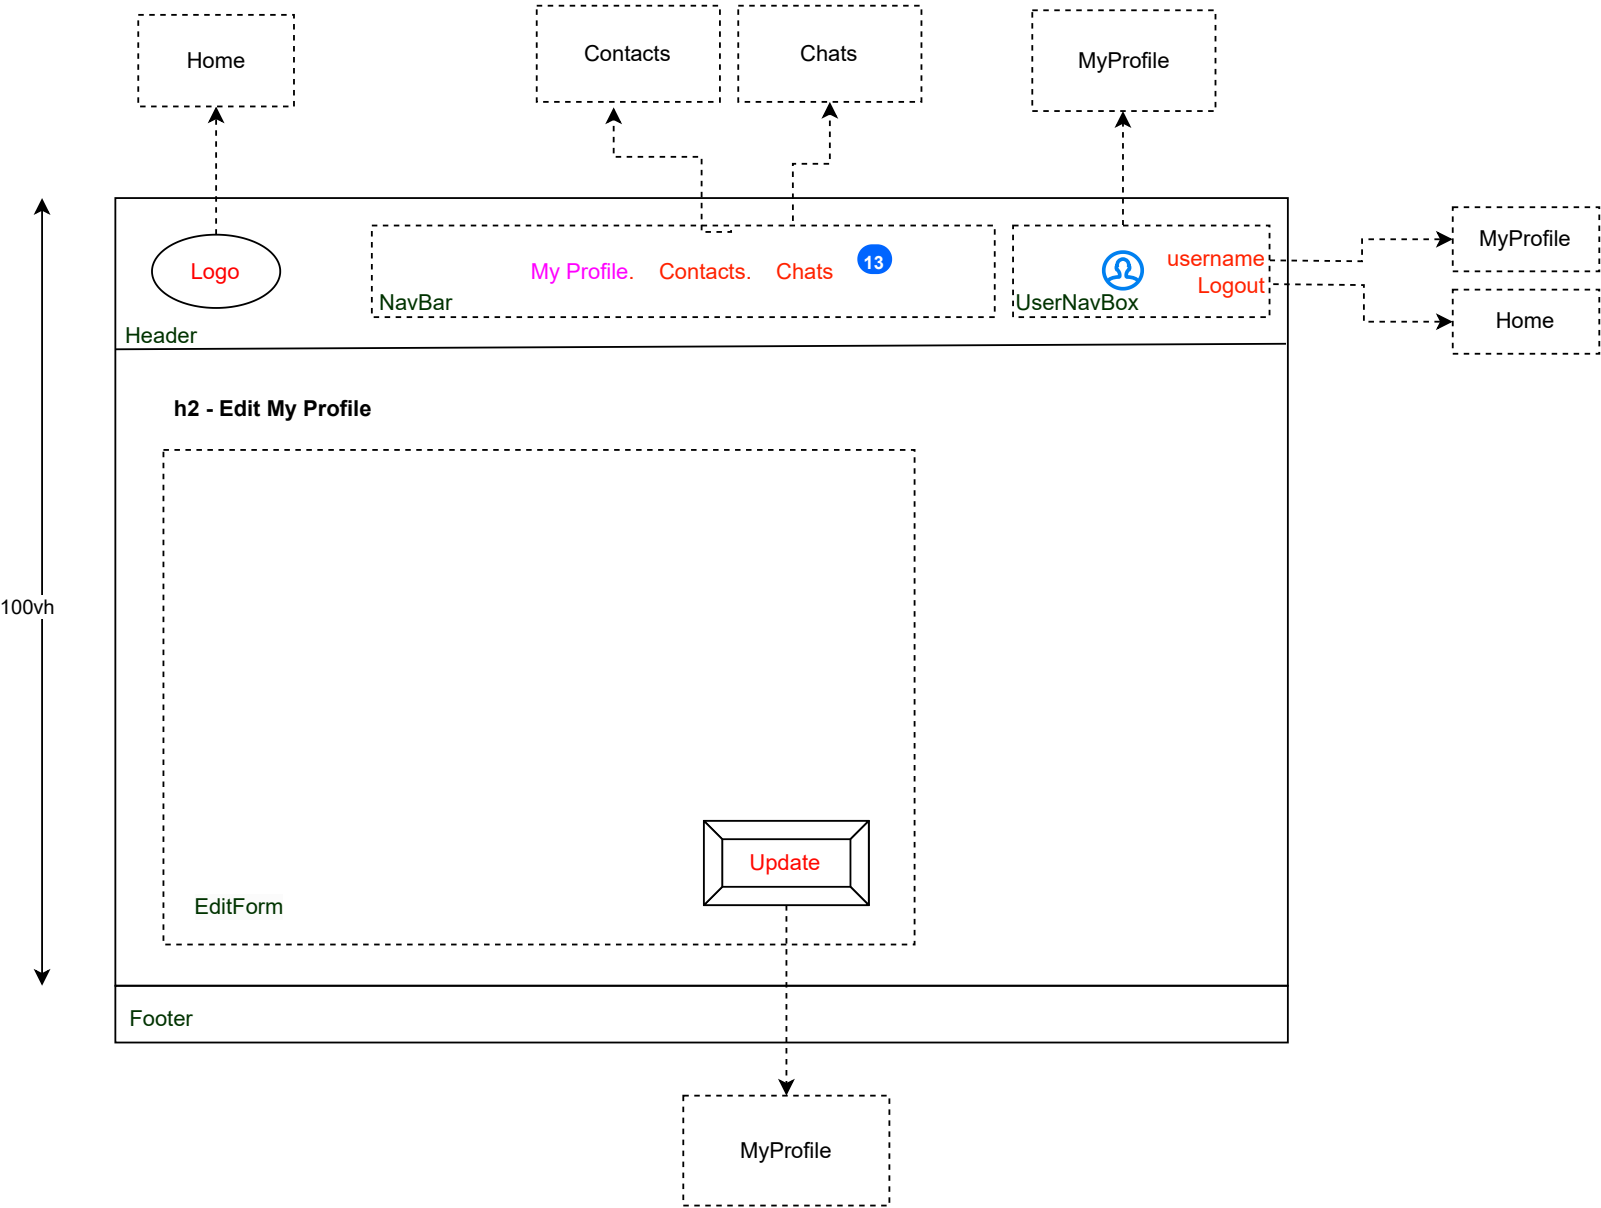 Home
Contacts
Chats
MyProfile
Logo
My Profile. Contacts. Chats
13
NavBar
username
Logout
UserNavBox
MyProfile
Home
Header
h2 - Edit My Profile
100vh
Update
EditForm
Footer
MyProfile